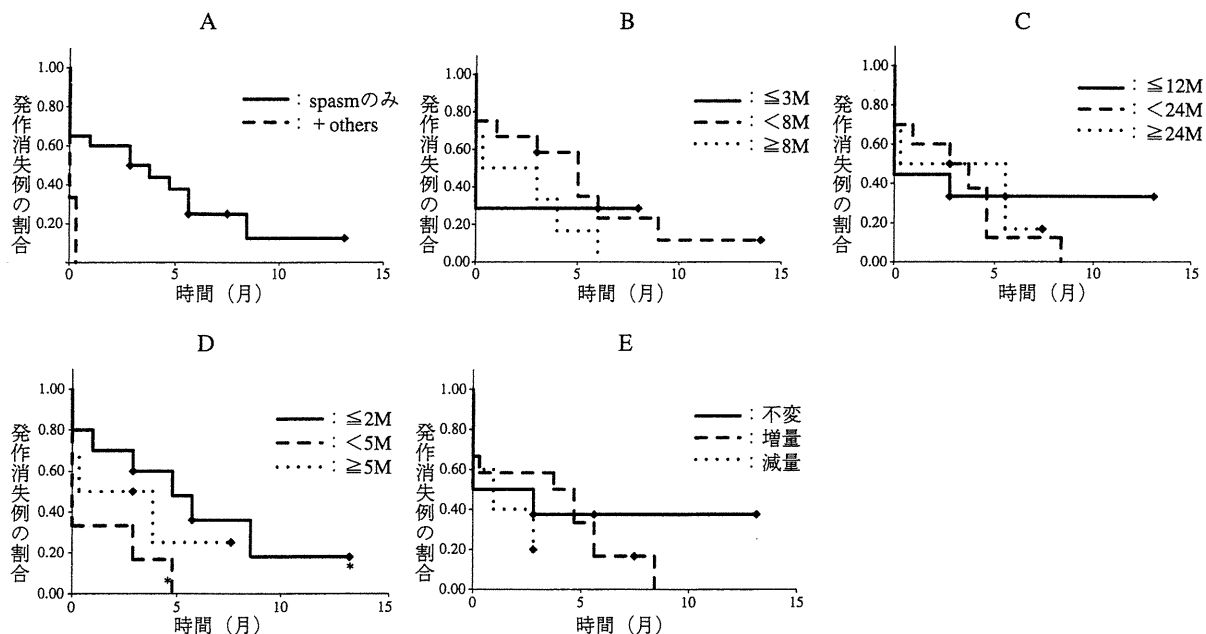 A
1.00
0.80
0.60
0.40
0.20
0
5
10
15
発作消失例の割合
時間（月）
：spasmのみ
：＋others
B
1.00
0.80
0.60
0.40
0.20
0.00
0
5
10
15
発作消失例の割合
時間（月）
：≦3M
：<8M
：≧8M
C
1.00
0.80
0.60
0.40
0.20
0.00
0
5
10
15
発作消失例の割合
時間（月）
：≦12M
：<24M
：≧24M
D
1.00
0.80
0.60
0.40
0.20
0.00
0
5
10
15
発作消失例の割合
時間（月）
：≦2M
：<5M
：≧5M
*
*
E
1.00
0.80
0.60
0.40
0.20
0.00
0
5
10
15
発作消失例の割合
時間（月）
：不変
：増量
：減量